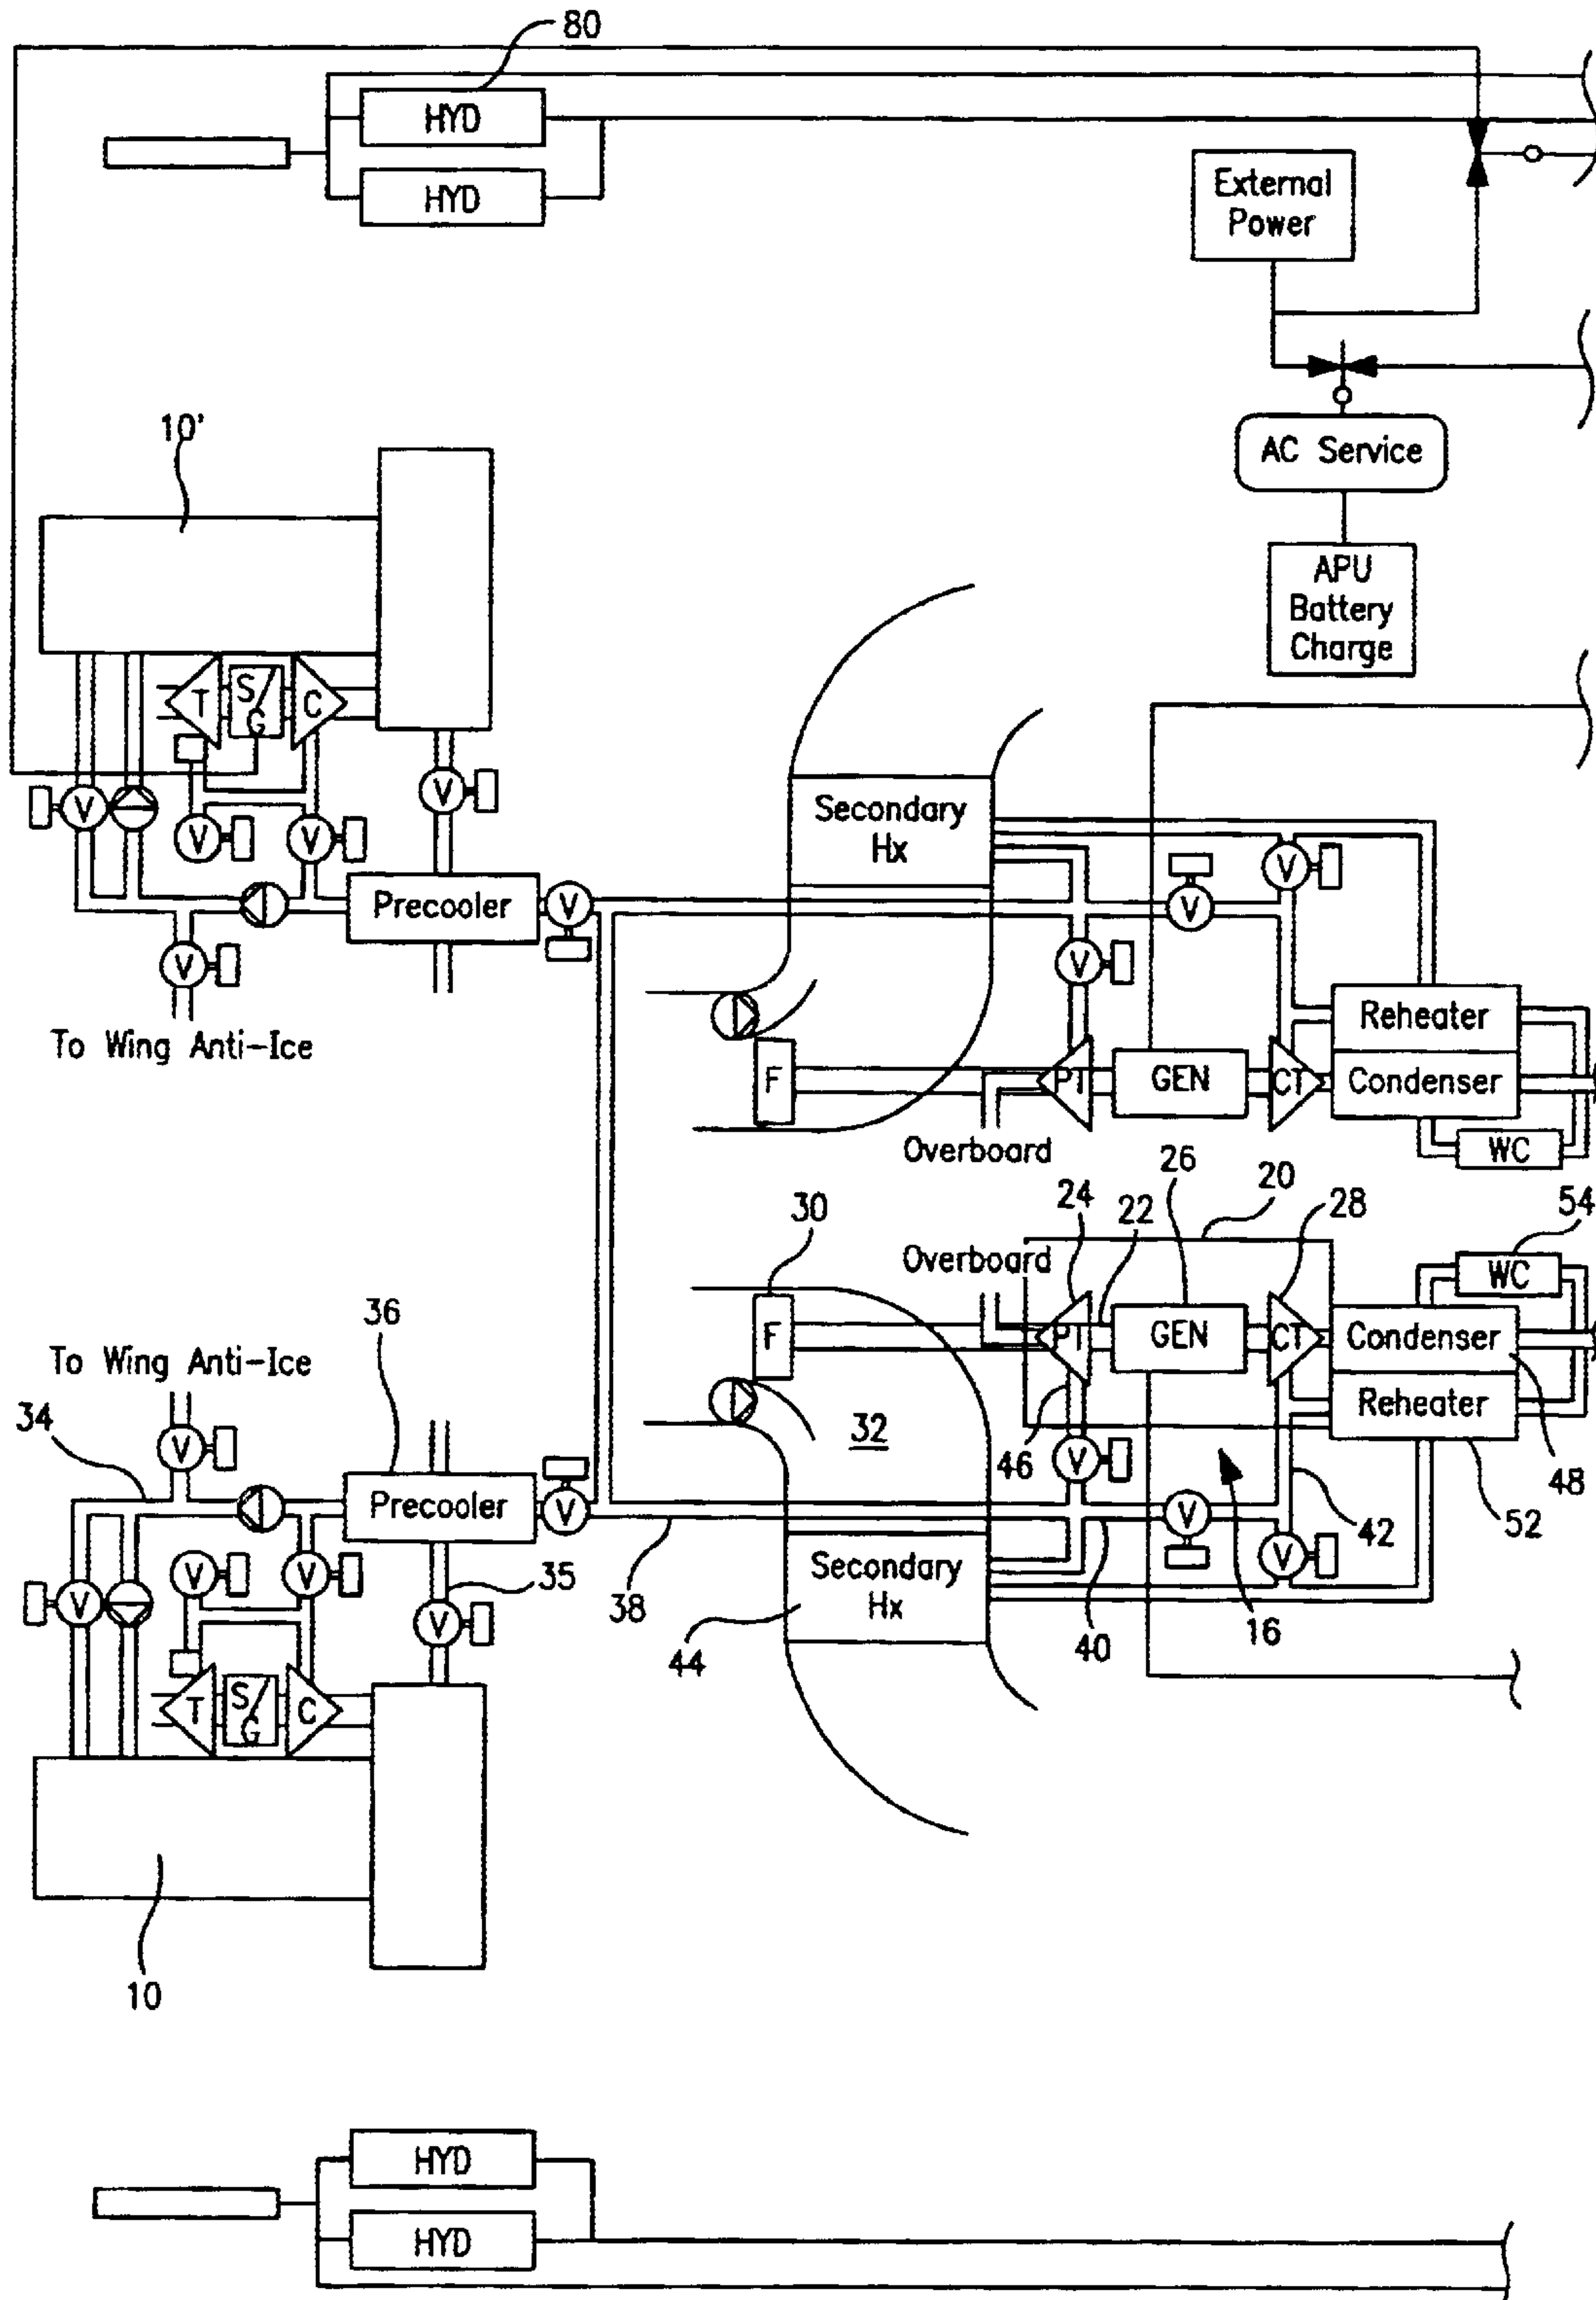 80
HYD
HYD
External
Power
10'
AC Service
APU
Battery
Charge
T
S/G
C
V
V
V
V
Secondary
Hx
V
V
Precooler
V
V
V
V
To Wing Anti-Ice
Reheater
F
PT
GEN
CT
Condenser
Overboard
WC
26
20
54
24
22
28
30
Overboard
WC
36
F
PT
GEN
CT
Condenser
To Wing Anti-Ice
34
Reheater
32
46
48
V
V
Precooler
V
V
42
52
V
V
V
35
38
Secondary
Hx
V
V
V
40
16
44
T
S/G
C
10
HYD
HYD